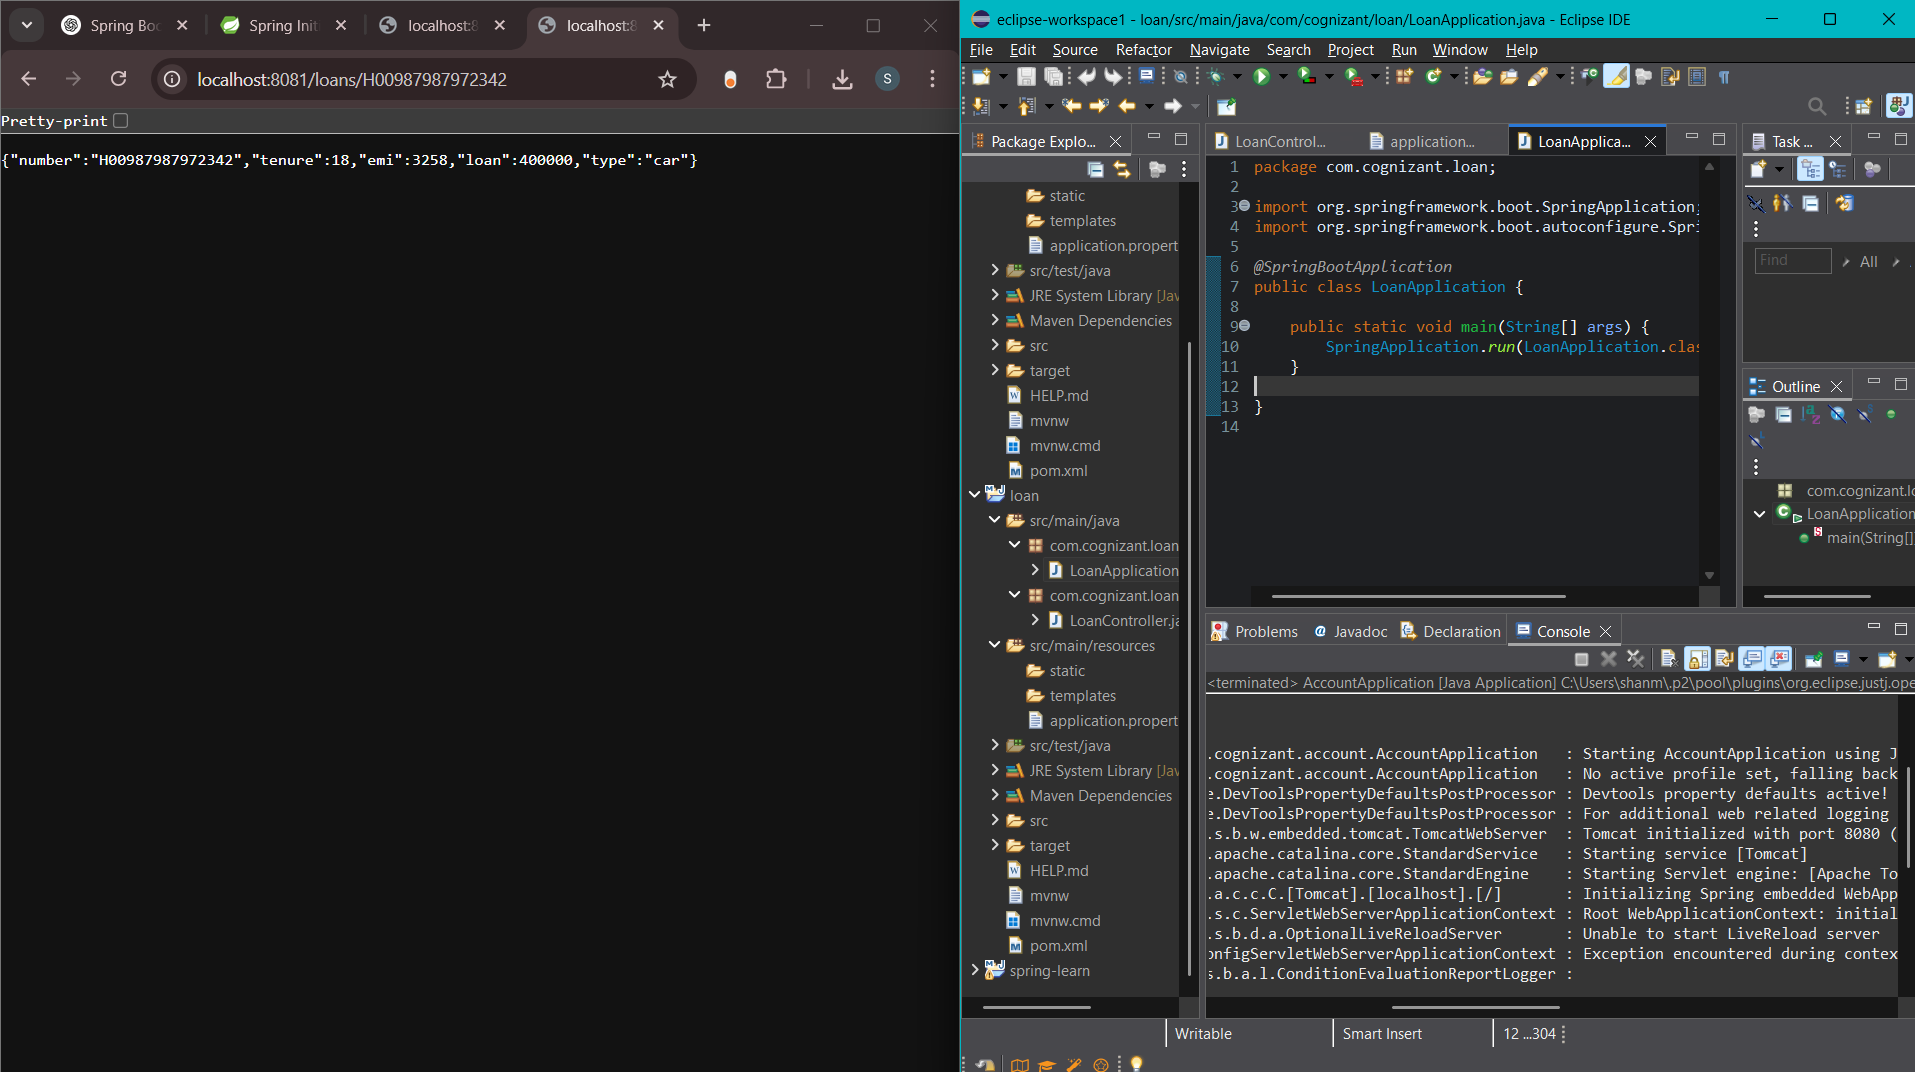 Spring Boo
Spring Init
localhost:8
localhost:8
localhost:8081/loans/H00987987972342
S
Pretty-print
{"number":"H00987987972342","tenure":18,"emi":3258,"loan":400000,"type":"car"}
eclipse-workspace1 - loan/src/main/java/com/cognizant/loan/LoanApplication.java - Eclipse IDE
File Edit Source Refactor Navigate Search Project Run Window Help
Package Explo...
static
templates
application.propert
src/test/java
JRE System Library [Jav
Maven Dependencies
src
target
HELP.md
mvnw
mvnw.cmd
pom.xml
loan
src/main/java
com.cognizant.loan
LoanApplication
com.cognizant.loan
LoanController.ja
src/main/resources
static
templates
application.propert
src/test/java
JRE System Library [Jav
Maven Dependencies
src
target
HELP.md
mvnw
mvnw.cmd
pom.xml
spring-learn
LoanControl...
application....
LoanApplica...
1 package com.cognizant.loan;
2
3 import org.springframework.boot.SpringApplication;
4 import org.springframework.boot.autoconfigure.Spri
5
6 @SpringBootApplication
7 public class LoanApplication {
8
9 public static void main(String[] args) {
10 SpringApplication.run(LoanApplication.clas
11 }
12
13 }
14
Task ...
Find
All
Outline
com.cognizant.lo
LoanApplication
main(String[]
Problems
Javadoc
Declaration
Console
<terminated> AccountApplication [Java Application] C:\Users\shanm\.p2\pool\plugins\org.eclipse.justj.ope
.cognizant.account.AccountApplication : Starting AccountApplication using J
.cognizant.account.AccountApplication : No active profile set, falling back
e.DevToolsPropertyDefaultsPostProcessor : Devtools property defaults active!
e.DevToolsPropertyDefaultsPostProcessor : For additional web related logging
.s.b.w.embedded.tomcat.TomcatWebServer : Tomcat initialized with port 8080 (
.apache.catalina.core.StandardService : Starting service [Tomcat]
.apache.catalina.core.StandardEngine : Starting Servlet engine: [Apache To
.a.c.c.C.[Tomcat].[localhost].[/] : Initializing Spring embedded WebApp
.s.c.ServletWebServerApplicationContext : Root WebApplicationContext: initial
.s.b.d.a.OptionalLiveReloadServer : Unable to start LiveReload server
onfigServletWebServerApplicationContext : Exception encountered during contex
s.b.a.l.ConditionEvaluationReportLogger :
Writable
Smart Insert
12 ...304